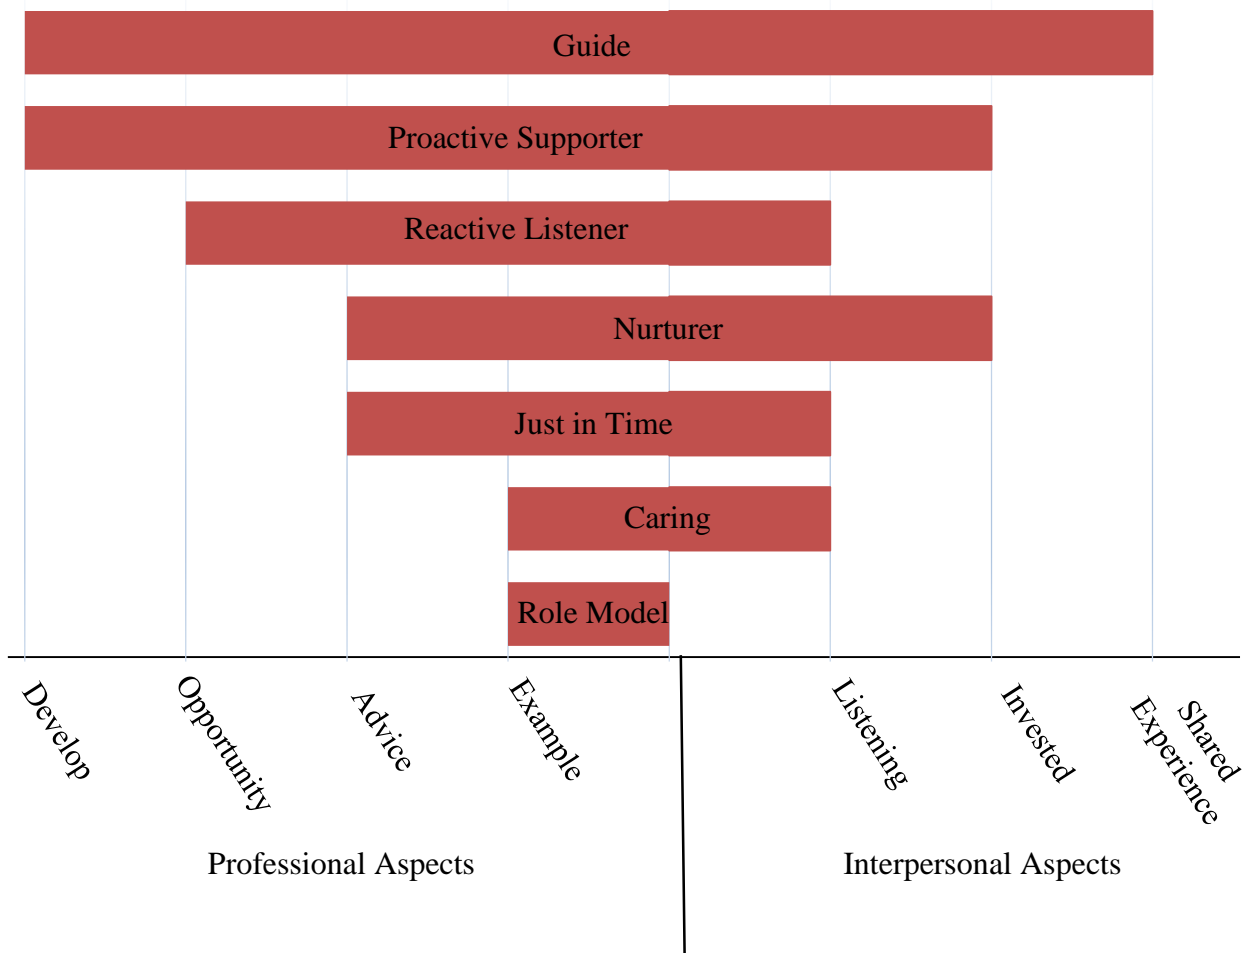 Guide
Proactive Supporter
Reactive Listener
Nurturer
Just in Time
Caring
Role Model
Develop
Opportunity
Advice
Example
Listening
Invested
Shared
Experience
Professional Aspects
Interpersonal Aspects